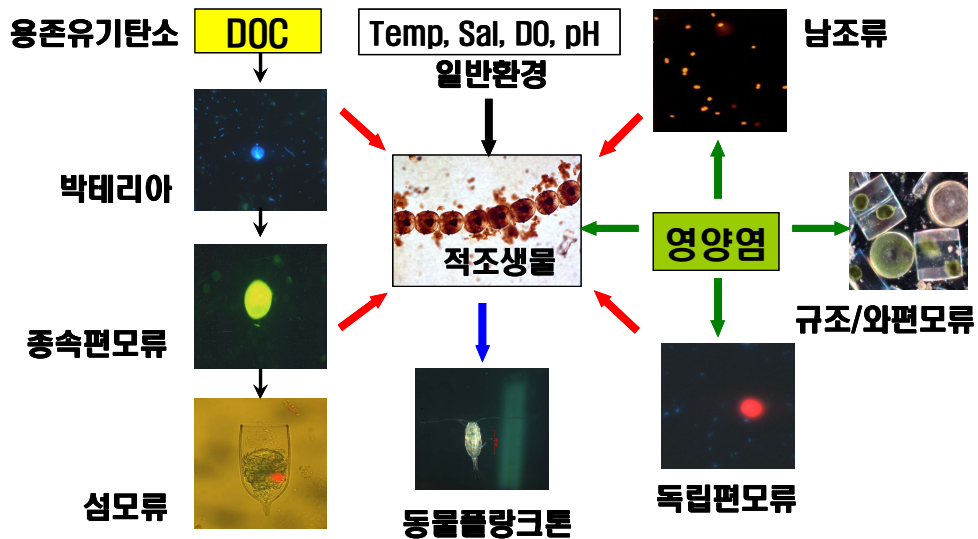 용존유기탄소
DOC
Temp, Sal, DO, pH
일반환경
남조류
박테리아
적조생물
영양염
규조/와편모류
종속편모류
섬모류
동물플랑크톤
독립편모류